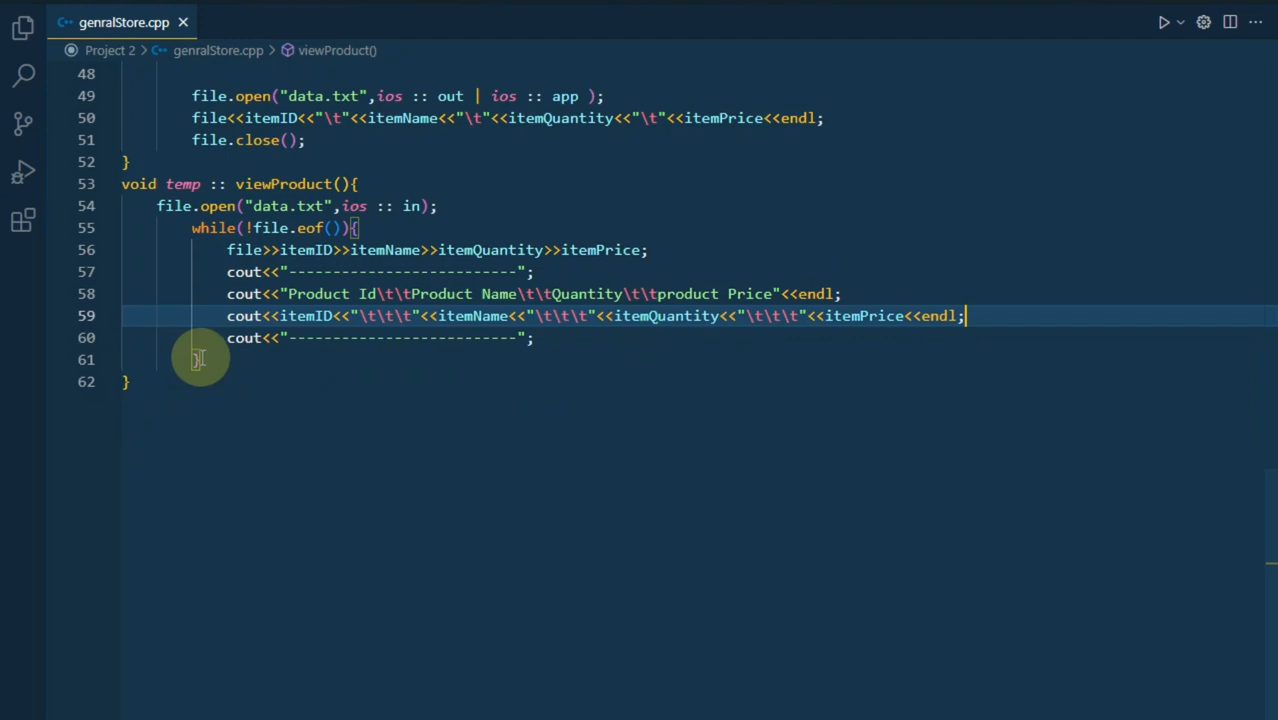 genralStore.cpp
Project 2 > genralStore.cpp > viewProduct()
48
49 file.open("data.txt",ios :: out | ios :: app );
50 file<<itemID<<"\t"<<itemName<<"\t"<<itemQuantity<<"\t"<<itemPrice<<endl;
51 file.close();
52 }
53 void temp :: viewProduct(){
54 file.open("data.txt",ios :: in);
55 while(!file.eof()){
56 file>>itemID>>itemName>>itemQuantity>>itemPrice;
57 cout<<"--------------------------";
58 cout<<"Product Id\t\tProduct Name\t\tQuantity\t\tproduct Price"<<endl;
59 cout<<itemID<<"\t\t\t"<<itemName<<"\t\t\t"<<itemQuantity<<"\t\t\t"<<itemPrice<<endl;
60 cout<<"--------------------------";
61 }
62 }